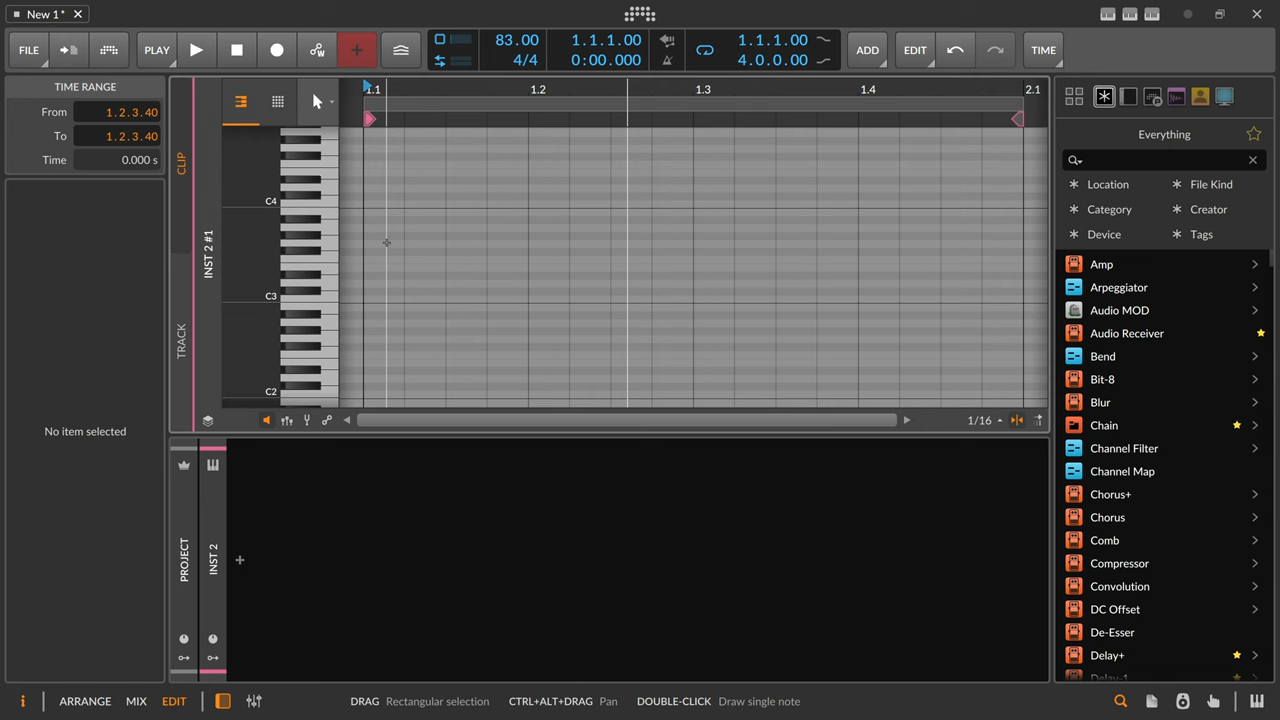 New 1*
FILE
PLAY
83.00
4/4
1.1.1.00
0:00.000
1.1.1.00
4.0.0.00
ADD
EDIT
TIME
TIME RANGE
From 1.2.3.40
To 1.2.3.40
Time 0.000 s
No item selected
CLIP
TRACK
INST 2 #1
1.1
1.2
1.3
1.4
2.1
C4
C3
C2
1/16
PROJECT
INST 2
Everything
Location
File Kind
Category
Creator
Device
Tags
Amp
Arpeggiator
Audio MOD
Audio Receiver
Bend
Bit-8
Blur
Chain
Channel Filter
Channel Map
Chorus+
Chorus
Comb
Compressor
Convolution
DC Offset
De-Esser
Delay+
Delay-1
ARRANGE
MIX
EDIT
DRAG Rectangular selection
CTRL+ALT+DRAG Pan
DOUBLE-CLICK Draw single note